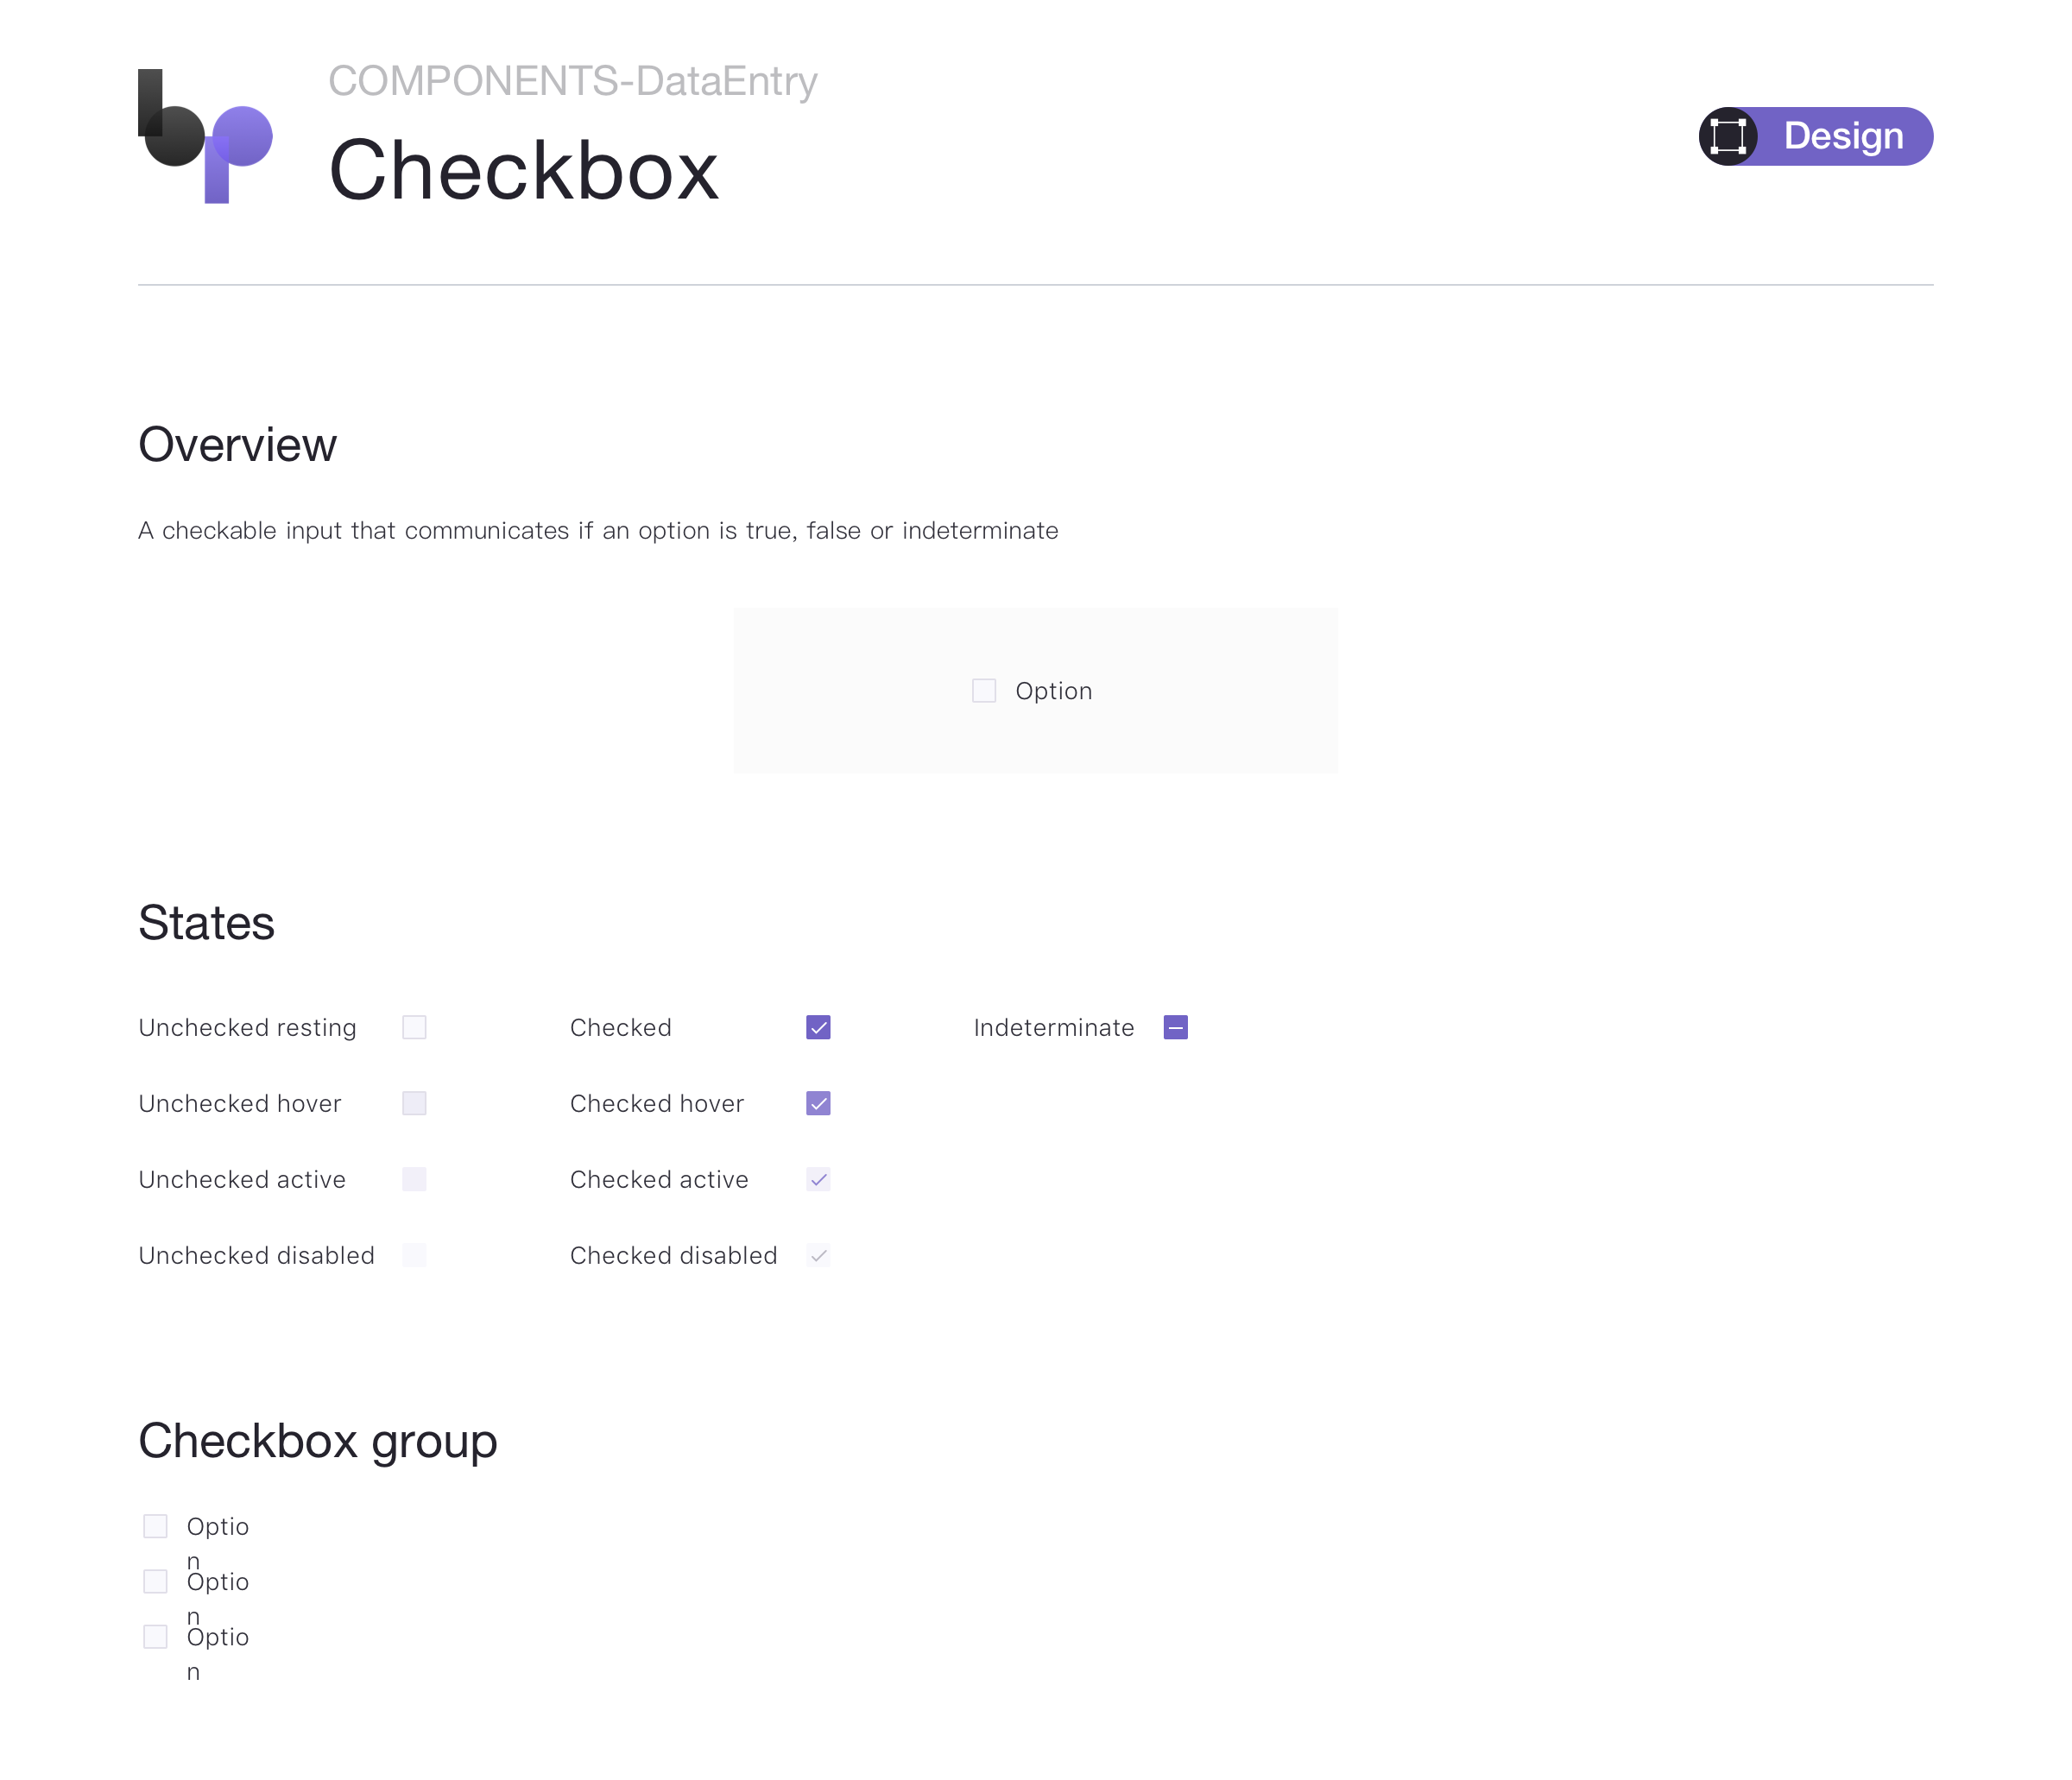 bp
COMPONENTS-DataEntry
Checkbox
Design
Overview
A checkable input that communicates if an option is true, false or indeterminate
Option
States
Unchecked resting
Checked
Indeterminate
Unchecked hover
Checked hover
Unchecked active
Checked active
Unchecked disabled
Checked disabled
Checkbox group
Optio
n
Optio
n
Optio
n